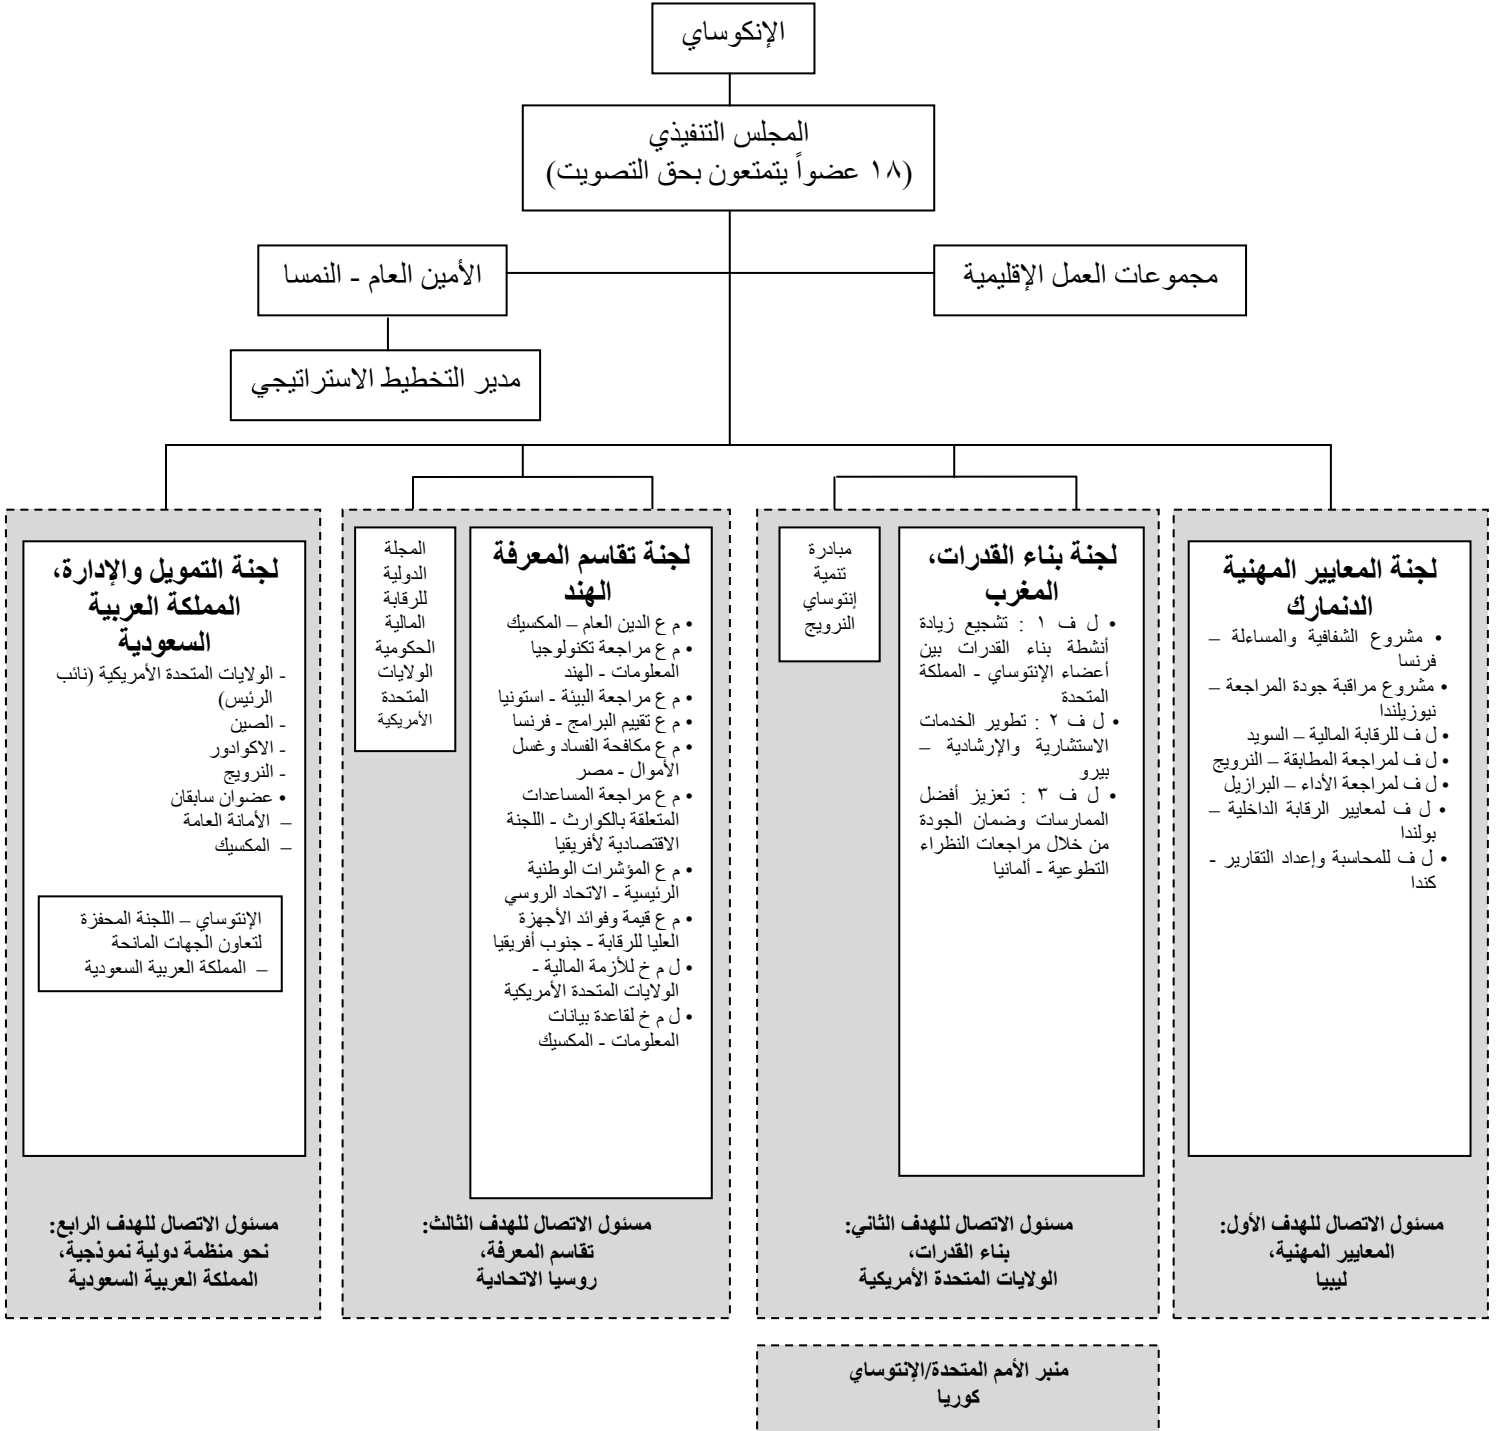 الإنكوساي
المجلس التنفيذي
(١٨ عضواً يتمتعون بحق التصويت)
مجموعات العمل الإقليمية
الأمين العام - النمسا
مدير التخطيط الاستراتيجي
لجنة المعايير المهنية
الدنمارك
• مشروع الشفافية والمساءلة –
فرنسا
• مشروع مراقبة جودة المراجعة –
نيوزيلندا
• ل ف للرقابة المالية – السويد
• ل ف لمراجعة المطابقة – النرويج
• ل ف لمراجعة الأداء – البرازيل
• ل ف لمعايير الرقابة الداخلية –
بولندا
• ل ف للمحاسبة وإعداد التقارير -
كندا
مسئول الاتصال للهدف الأول:
المعايير المهنية،
ليبيا
لجنة بناء القدرات،
المغرب
• ل ف ١ : تشجيع زيادة
أنشطة بناء القدرات بين
أعضاء الإنتوساي - المملكة
المتحدة
• ل ف ٢ : تطوير الخدمات
الاستشارية والإرشادية –
بيرو
• ل ف ٣ : تعزيز أفضل
الممارسات وضمان الجودة
من خلال مراجعات النظراء
التطوعية - ألمانيا
مبادرة
تنمية
إنتوساي
النرويج
مسئول الاتصال للهدف الثاني:
بناء القدرات،
الولايات المتحدة الأمريكية
لجنة تقاسم المعرفة
الهند
• م ع الدين العام – المكسيك
• م ع مراجعة تكنولوجيا
المعلومات - الهند
• م ع مراجعة البيئة - استونيا
• م ع تقييم البرامج - فرنسا
• م ع مكافحة الفساد وغسل
الأموال - مصر
• م ع مراجعة المساعدات
المتعلقة بالكوارث - اللجنة
الاقتصادية لأفريقيا
• م ع المؤشرات الوطنية
الرئيسية - الاتحاد الروسي
• م ع قيمة وفوائد الأجهزة
العليا للرقابة - جنوب أفريقيا
• ل م خ للأزمة المالية -
الولايات المتحدة الأمريكية
• ل م خ لقاعدة بيانات
المعلومات - المكسيك
المجلة
الدولية
للرقابة
المالية
الحكومية
الولايات
المتحدة
الأمريكية
مسئول الاتصال للهدف الثالث:
تقاسم المعرفة،
روسيا الاتحادية
لجنة التمويل والإدارة،
المملكة العربية
السعودية
- الولايات المتحدة الأمريكية (نائب
الرئيس)
- الصين
- الاكوادور
- النرويج
• عضوان سابقان
– الأمانة العامة
– المكسيك
الإنتوساي – اللجنة المحفزة
لتعاون الجهات المانحة
– المملكة العربية السعودية
مسئول الاتصال للهدف الرابع:
نحو منظمة دولية نموذجية،
المملكة العربية السعودية
منبر الأمم المتحدة/الإنتوساي
كوريا